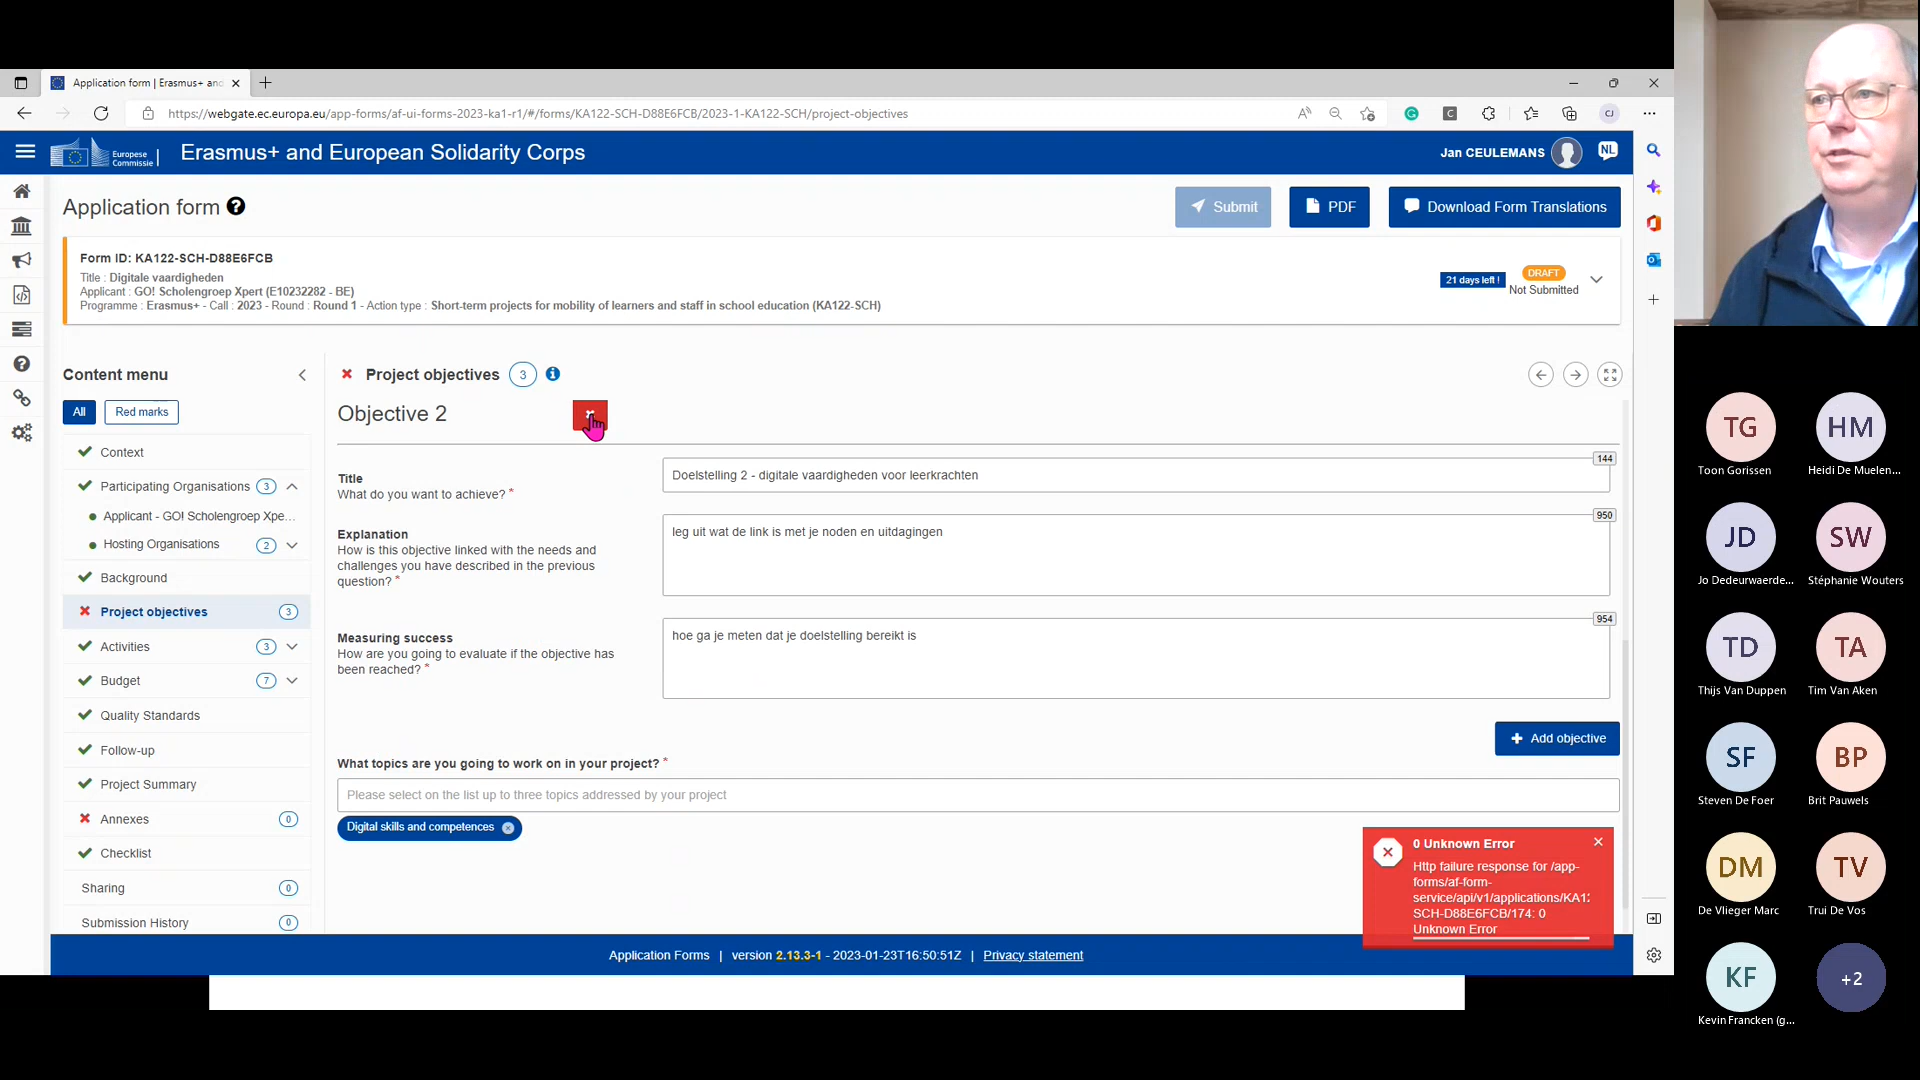 Application form | Erasmus+ and
https://webgate.ec.europa.eu/app-forms/af-ui-forms-2023-ka1-r1/#/forms/KA122-SCH-D88E6FCB/2023-1-KA122-SCH/project-objectives
CJ
Europese
Commissie
Erasmus+ and European Solidarity Corps
Jan CEULEMANS
NL
Application form
Submit
PDF
Download Form Translations
Form ID: KA122-SCH-D88E6FCB
Title : Digitale vaardigheden
Applicant : GO! Scholengroep Xpert (E10232282 - BE)
Programme : Erasmus+ - Call : 2023 - Round : Round 1 - Action type : Short-term projects for mobility of learners and staff in school education (KA122-SCH)
21 days left !
DRAFT
Not Submitted
Content menu
All
Red marks
Context
Participating Organisations 3
Applicant - GO! Scholengroep Xpe...
Hosting Organisations 2
Background
Project objectives 3
Activities 3
Budget 7
Quality Standards
Follow-up
Project Summary
Annexes 0
Checklist
Sharing 0
Submission History 0
Project objectives 3
Objective 2
Title
What do you want to achieve? *
144
Doelstelling 2 - digitale vaardigheden voor leerkrachten
Explanation
How is this objective linked with the needs and
challenges you have described in the previous
question? *
950
leg uit wat de link is met je noden en uitdagingen
Measuring success
How are you going to evaluate if the objective has
been reached? *
954
hoe ga je meten dat je doelstelling bereikt is
Add objective
What topics are you going to work on in your project? *
Please select on the list up to three topics addressed by your project
Digital skills and competences
0 Unknown Error
Http failure response for /app-
forms/af-form-
service/api/v1/applications/KA12
SCH-D88E6FCB/174: 0
Unknown Error
Application Forms | version 2.13.3-1 - 2023-01-23T16:50:51Z | Privacy statement
TG
Toon Gorissen
HM
Heidi De Muelen...
JD
Jo Dedeurwaerde...
SW
Stéphanie Wouters
TD
Thijs Van Duppen
TA
Tim Van Aken
SF
Steven De Foer
BP
Brit Pauwels
DM
De Vlieger Marc
TV
Trui De Vos
KF
Kevin Francken (g...
+2